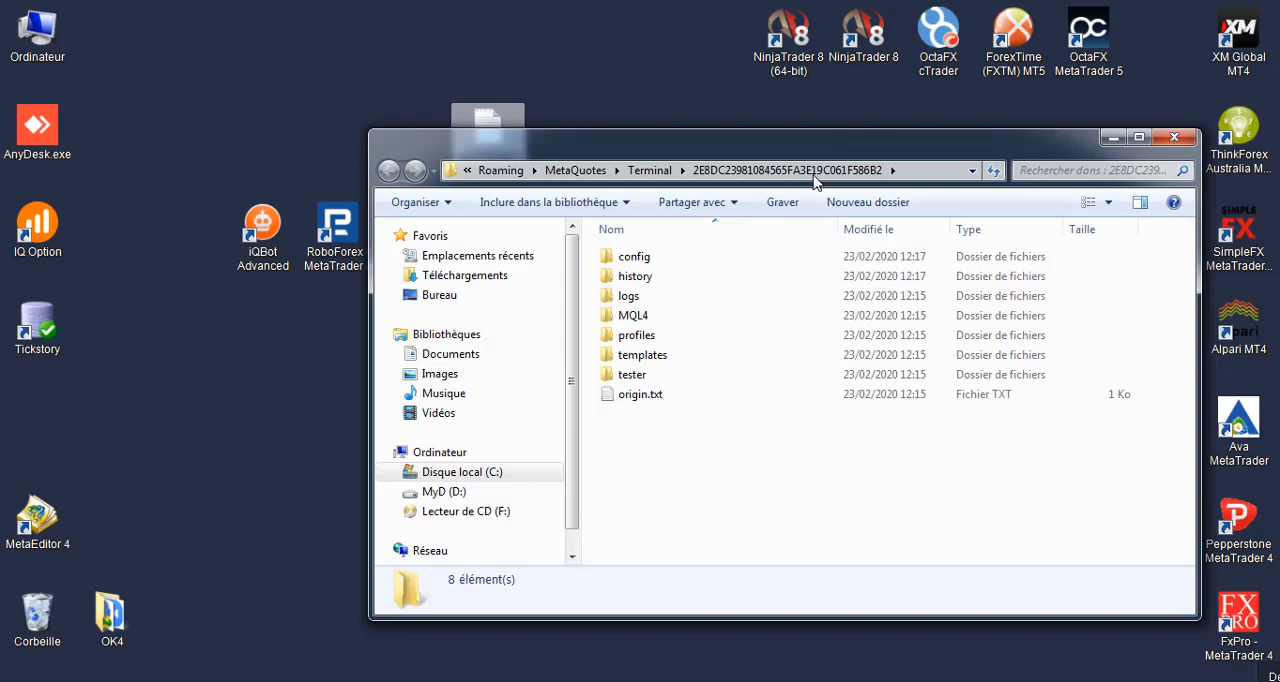 Ordinateur
AnyDesk.exe
IQ Option
iQBot
Advanced
RoboForex
MetaTrader
Tickstory
MetaEditor 4
Corbeille
OK4
NinjaTrader 8
(64-bit)
NinjaTrader 8
OctaFX
cTrader
ForexTime
(FXTM) MT5
OctaFX
MetaTrader 5
XM
XM Global
MT4
ThinkForex
Australia M...
SIMPLE
FX
SimpleFX
MetaTrader...
Alpari MT4
Ava
MetaTrader
Pepperstone
MetaTrader 4
FX
PRO
FxPro -
MetaTrader 4
« Roaming ▸ MetaQuotes ▸ Terminal ▸ 2E8DC23981084565FA3E19C061F586B2 ▸
Rechercher dans : 2E8DC239...
Organiser Inclure dans la bibliothèque Partager avec Graver Nouveau dossier
Favoris
Emplacements récents
Téléchargements
Bureau
Bibliothèques
Documents
Images
Musique
Vidéos
Ordinateur
Disque local (C:)
MyD (D:)
Lecteur de CD (F:)
Réseau
Nom Modifié le Type Taille
config 23/02/2020 12:17 Dossier de fichiers
history 23/02/2020 12:17 Dossier de fichiers
logs 23/02/2020 12:15 Dossier de fichiers
MQL4 23/02/2020 12:15 Dossier de fichiers
profiles 23/02/2020 12:15 Dossier de fichiers
templates 23/02/2020 12:15 Dossier de fichiers
tester 23/02/2020 12:15 Dossier de fichiers
origin.txt 23/02/2020 12:15 Fichier TXT 1 Ko
8 élément(s)